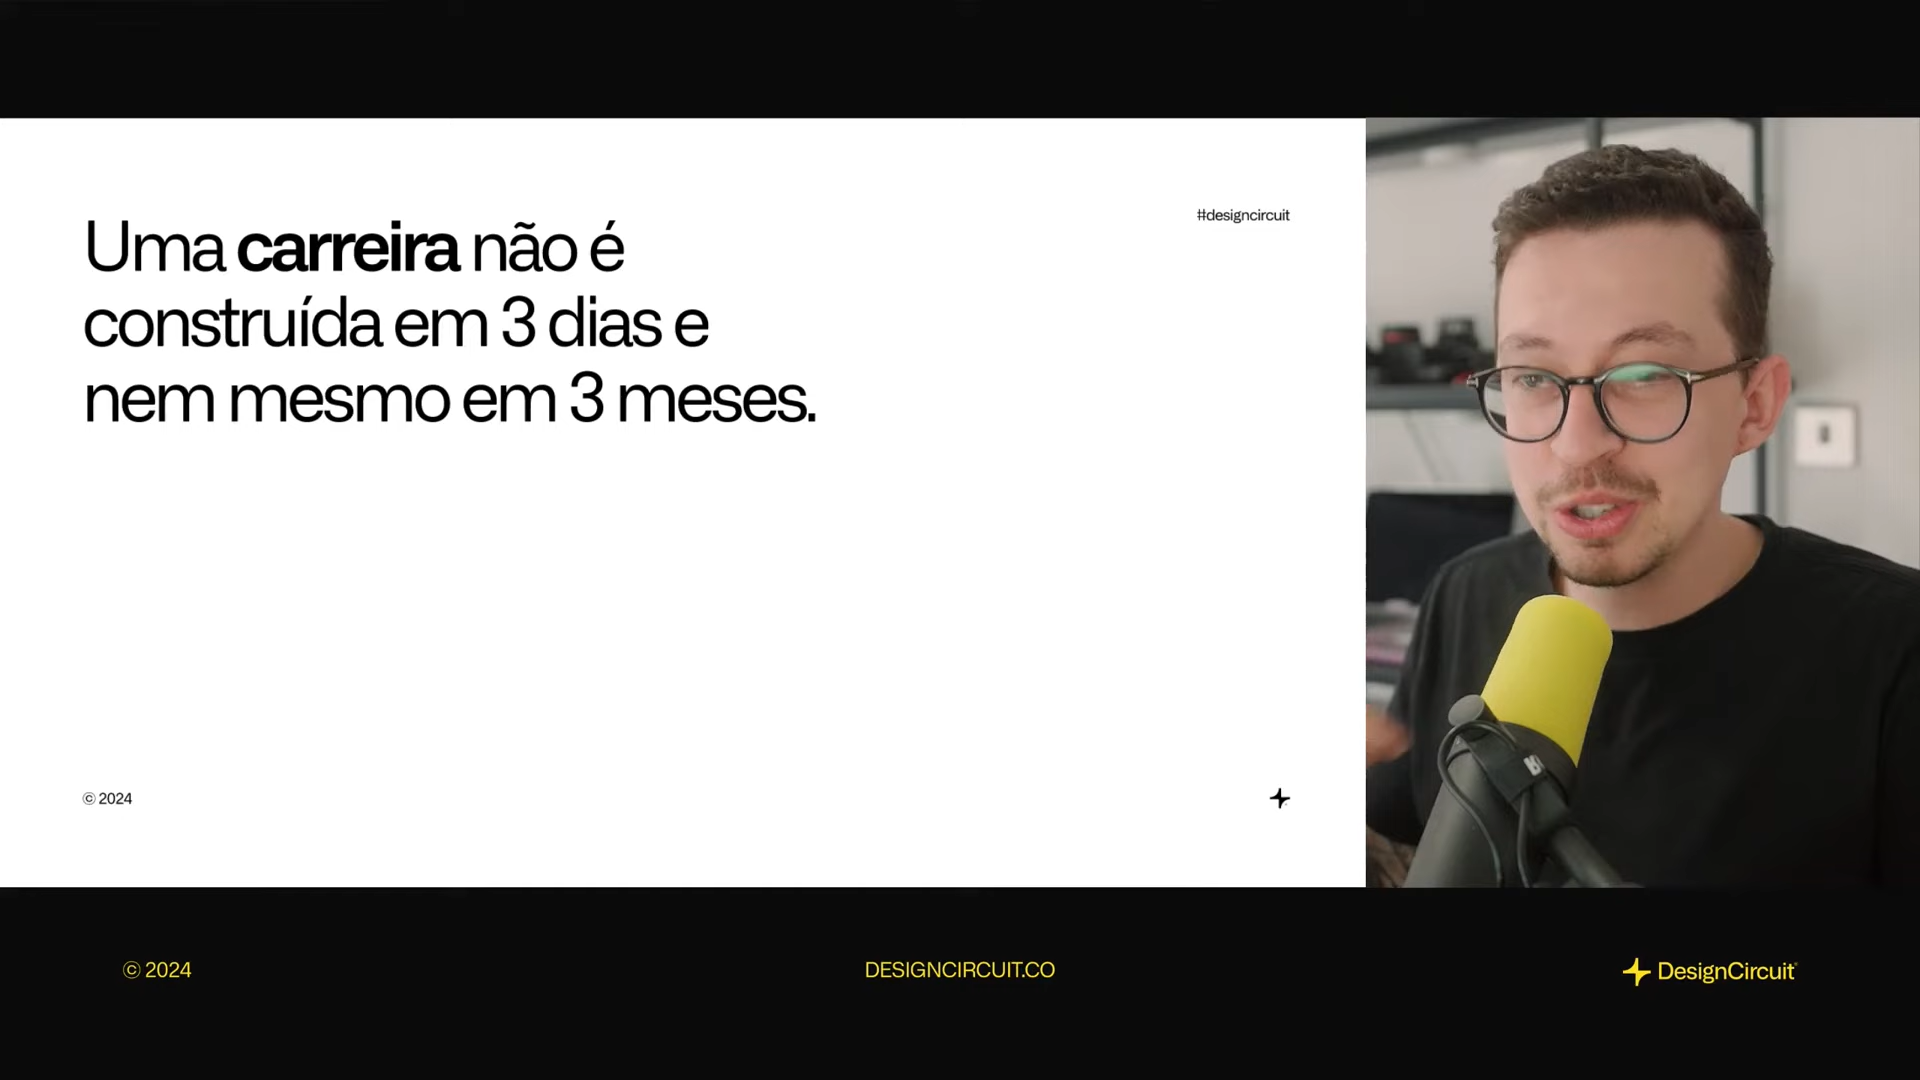 Uma carreira não é
construída em 3 dias e
nem mesmo em 3 meses.
#designcircuit
© 2024
© 2024
DESIGNCIRCUIT.CO
DesignCircuit